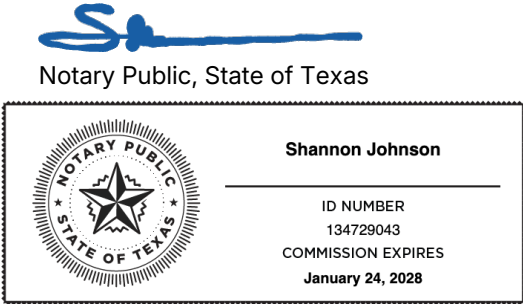 Notary Public, State of Texas
NOTARY PUBLIC
STATE OF TEXAS
Shannon Johnson
ID NUMBER
134729043
COMMISSION EXPIRES
January 24, 2028